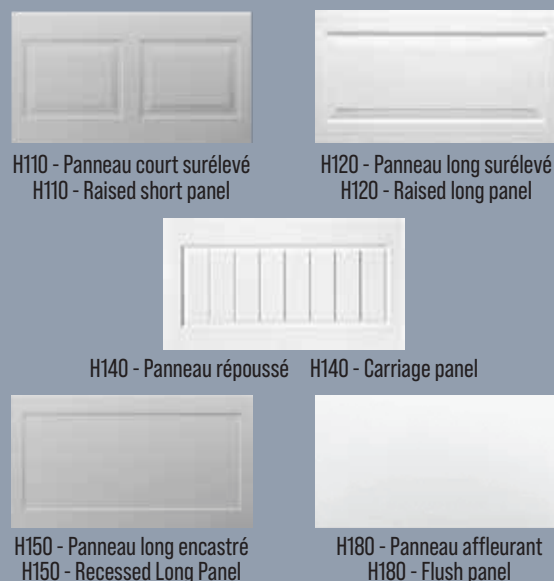 H110 - Panneau court surélevé
H110 - Raised short panel
H120 - Panneau long surélevé
H120 - Raised long panel
H140 - Panneau répoussé H140 - Carriage panel
H150 - Panneau long encastré
H150 - Recessed Long Panel
H180 - Panneau affleurant
H180 - Flush panel